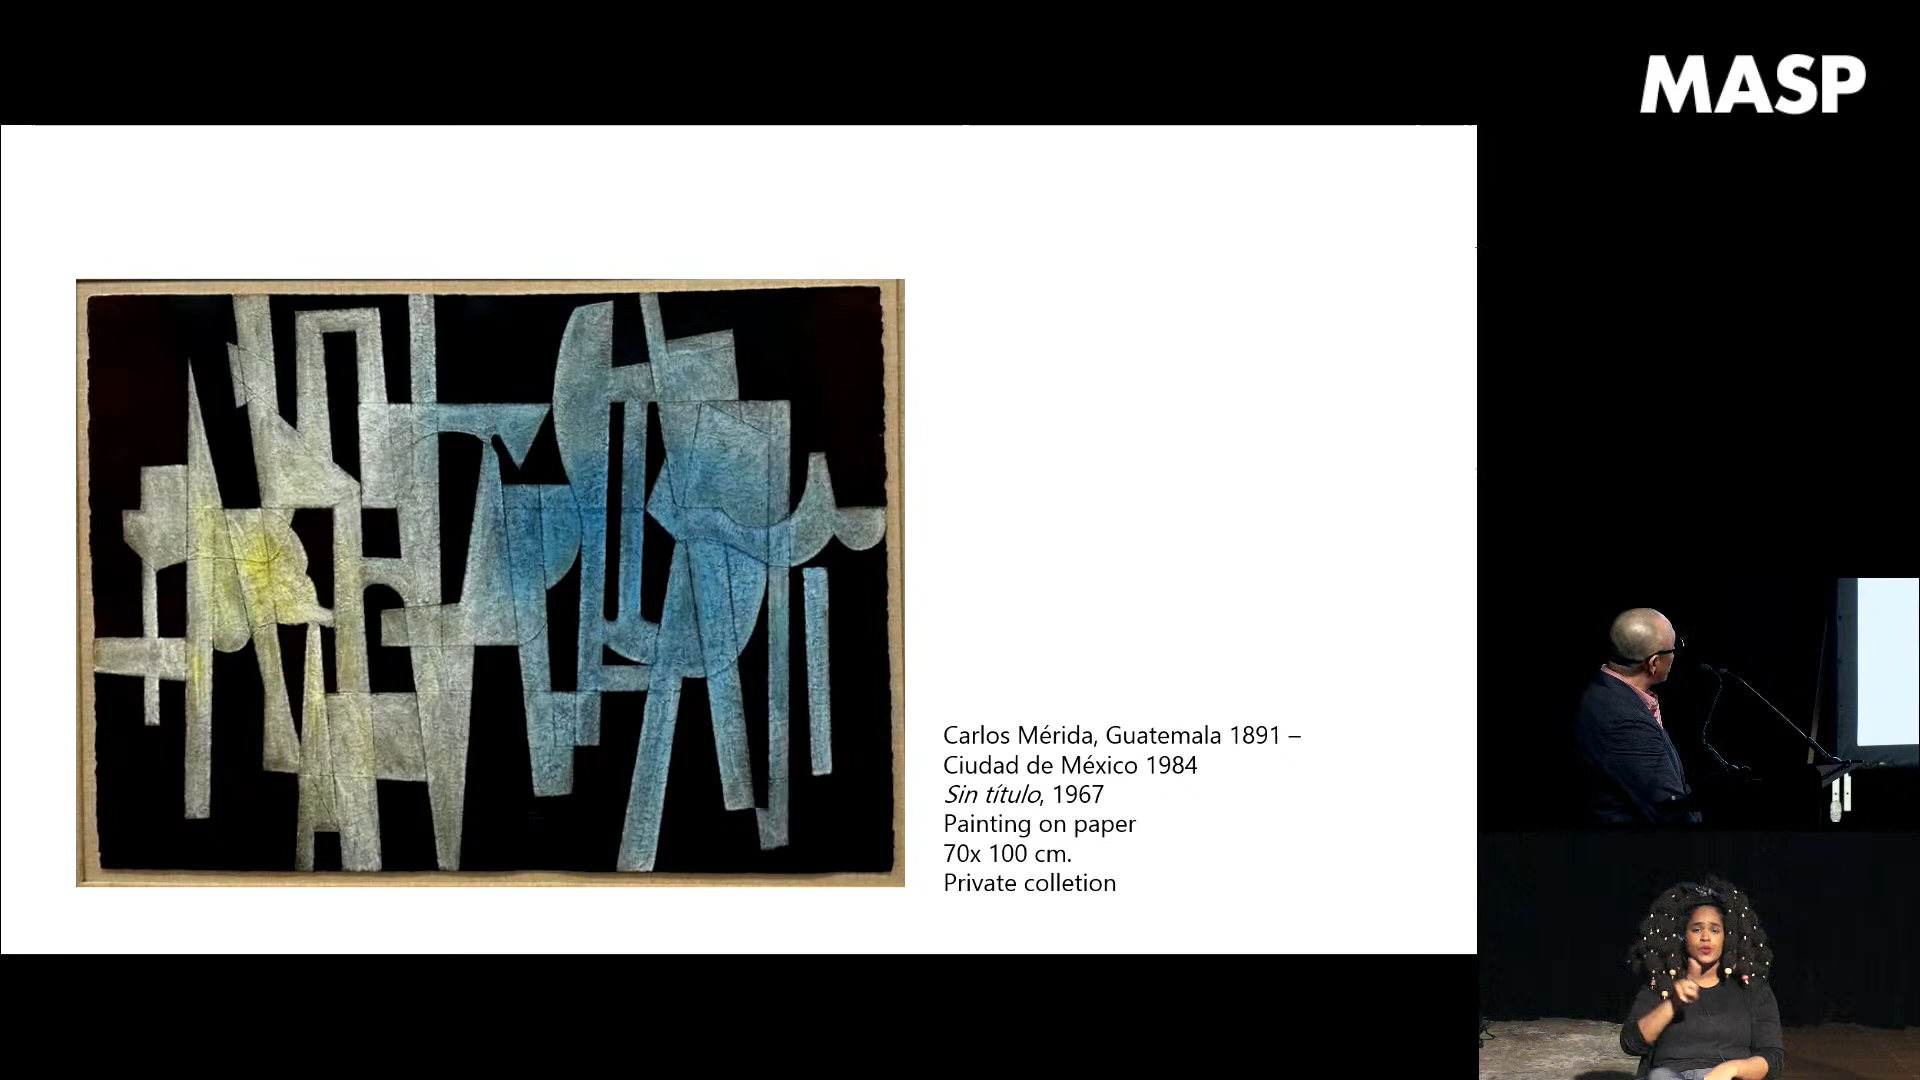 MASP
Carlos Mérida, Guatemala 1891 –
Ciudad de México 1984
Sin título, 1967
Painting on paper
70x 100 cm.
Private colletion